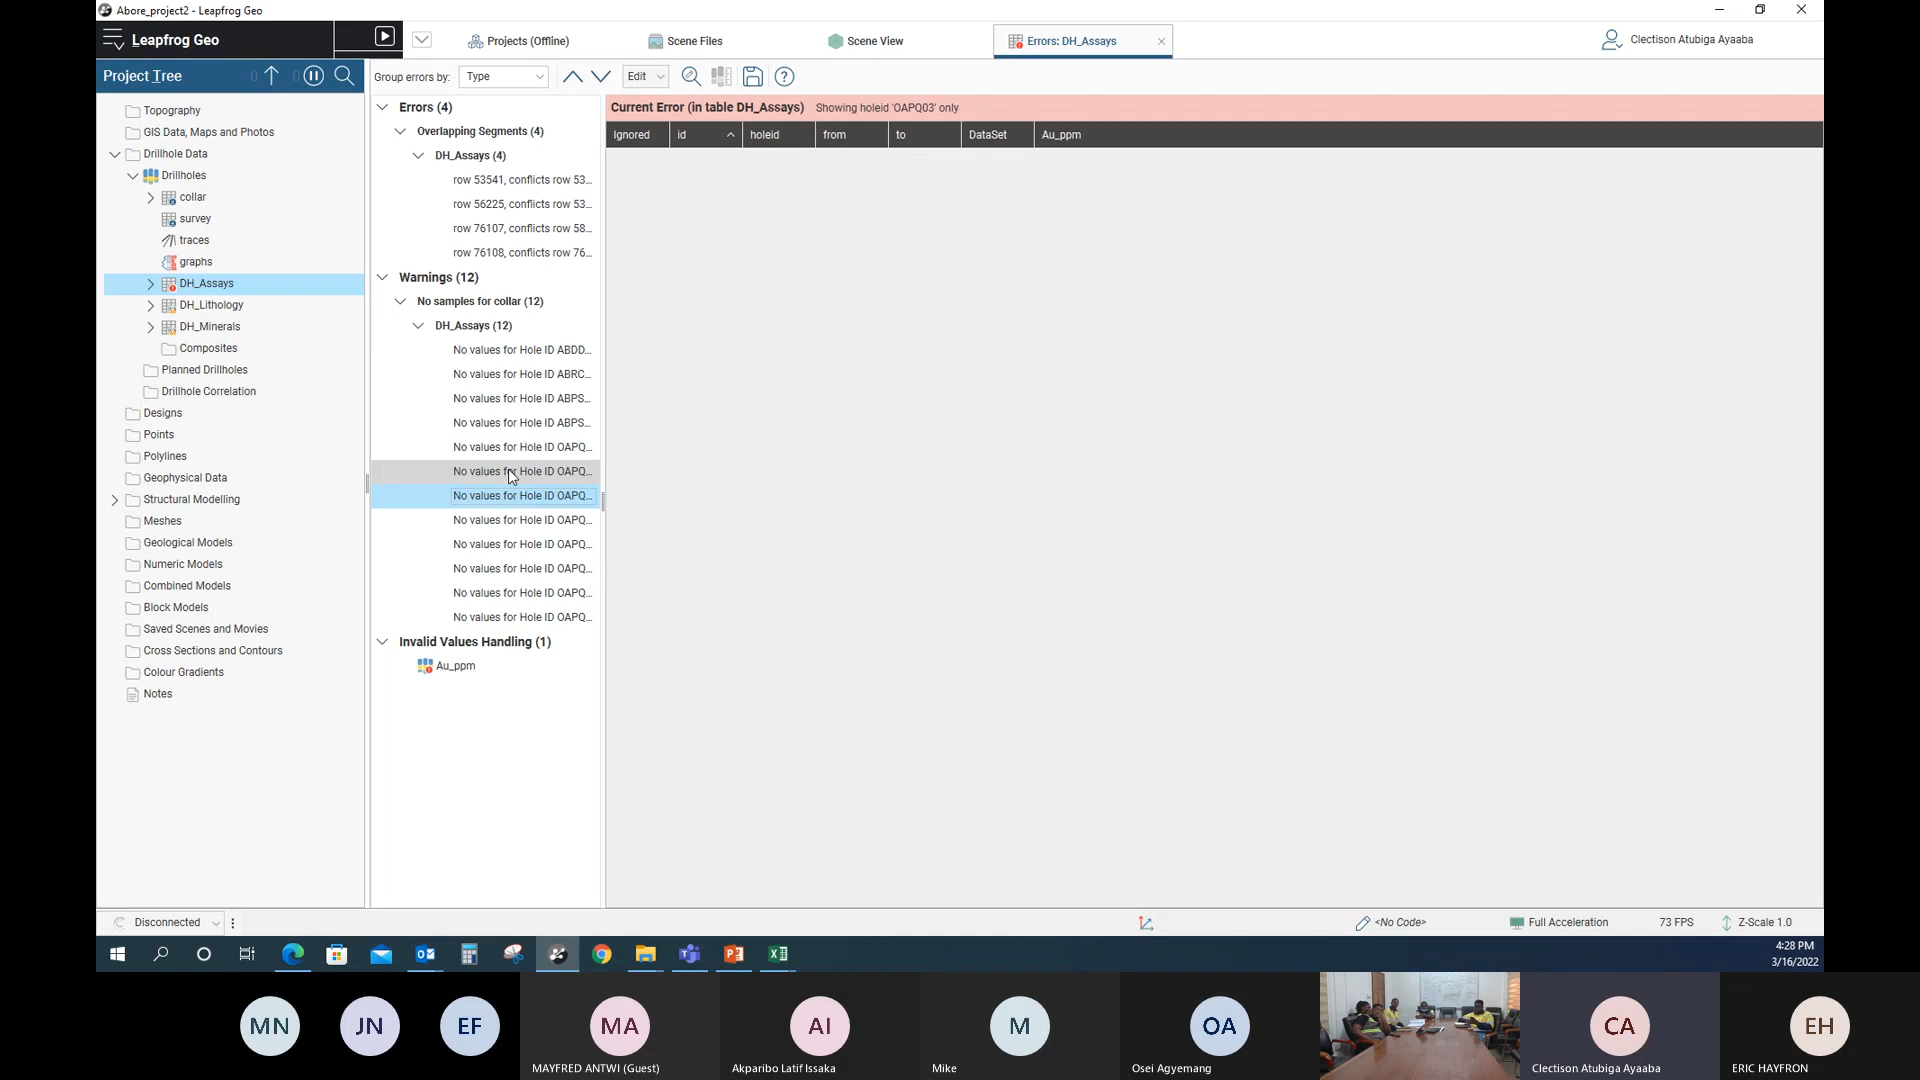 Abore_project2 - Leapfrog Geo
Leapfrog Geo
Projects (Offline)
Scene Files
Scene View
Errors: DH_Assays
Clectison Atubiga Ayaaba
Project Tree
0
0
Group errors by:
Type
Edit
Topography
GIS Data, Maps and Photos
Drillhole Data
Drillholes
collar
survey
traces
graphs
DH_Assays
DH_Lithology
DH_Minerals
Composites
Planned Drillholes
Drillhole Correlation
Designs
Points
Polylines
Geophysical Data
Structural Modelling
Meshes
Geological Models
Numeric Models
Combined Models
Block Models
Saved Scenes and Movies
Cross Sections and Contours
Colour Gradients
Notes
Errors (4)
Overlapping Segments (4)
DH_Assays (4)
row 53541, conflicts row 53...
row 56225, conflicts row 53...
row 76107, conflicts row 58...
row 76108, conflicts row 76...
Warnings (12)
No samples for collar (12)
DH_Assays (12)
No values for Hole ID ABDD...
No values for Hole ID ABRC...
No values for Hole ID ABPS...
No values for Hole ID ABPS...
No values for Hole ID OAPQ...
No values for Hole ID OAPQ...
No values for Hole ID OAPQ...
No values for Hole ID OAPQ...
No values for Hole ID OAPQ...
No values for Hole ID OAPQ...
No values for Hole ID OAPQ...
No values for Hole ID OAPQ...
Invalid Values Handling (1)
Au_ppm
Current Error (in table DH_Assays) Showing holeid 'OAPQ03' only
Ignored id holeid from to DataSet Au_ppm
Disconnected
<No Code>
Full Acceleration
73 FPS
Z-Scale 1.0
4:28 PM
3/16/2022
MN
JN
EF
MA
MAYFRED ANTWI (Guest)
AI
Akparibo Latif Issaka
M
Mike
OA
Osei Agyemang
CA
Clectison Atubiga Ayaaba
EH
ERIC HAYFRON